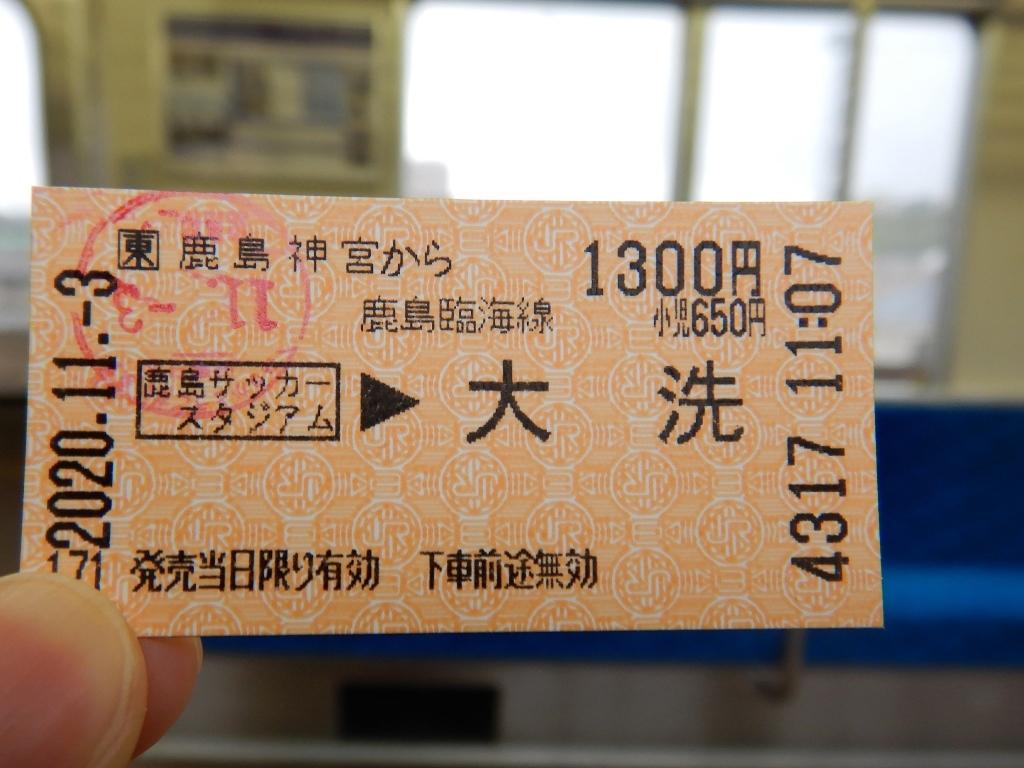 東 鹿島神宮から 1300円
鹿島臨海線 小児650円
鹿島サッカースタジアム ▶ 大洗
発売当日限り有効 下車前途無効
2020.11.-3
171
4317 11:07
11.-3